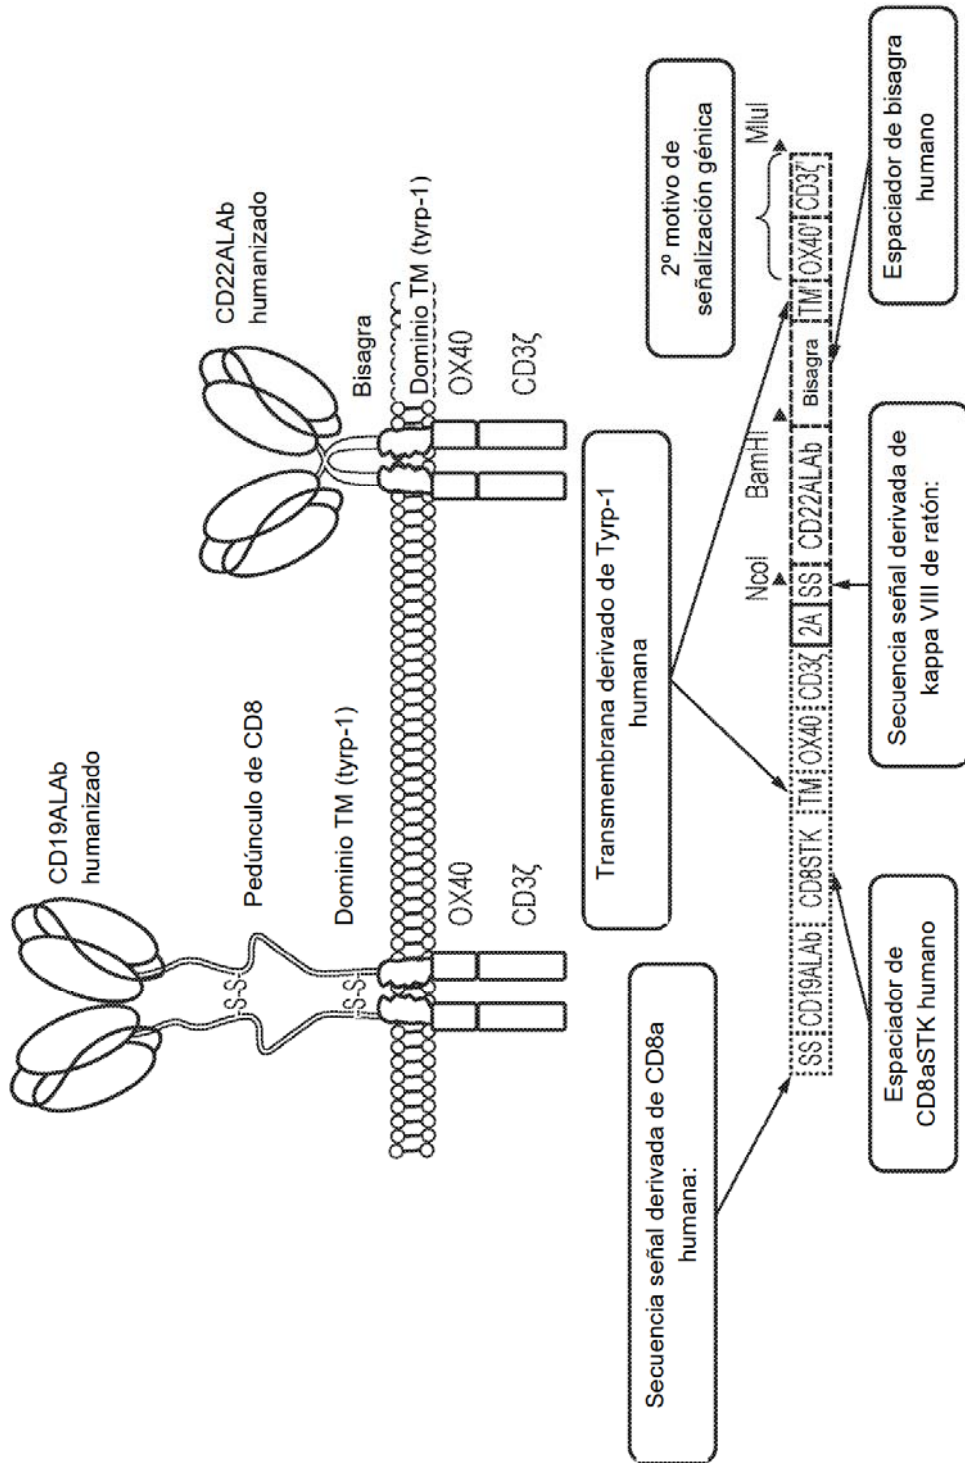 CD19ALAb
humanizado
Pedúnculo de CD8
Dominio TM (tyrp-1)
-S-S-
-S-S-
OX40
CD3ζ
CD22ALAb
humanizado
Bisagra
Dominio TM (tyrp-1)
OX40
CD3ζ
Secuencia señal derivada de CD8a
humana:
Transmembrana derivado de Tyrp-1
humana
2º motivo de
señalización génica
NcoI
BamHI
MluI
SS CD19ALAb CD8STK TM OX40 CD3ζ 2A SS CD22ALAb Bisagra TM' OX40' CD3ζ'
Espaciador de
CD8aSTK humano
Secuencia señal derivada de
kappa VIII de ratón:
Espaciador de bisagra
humano